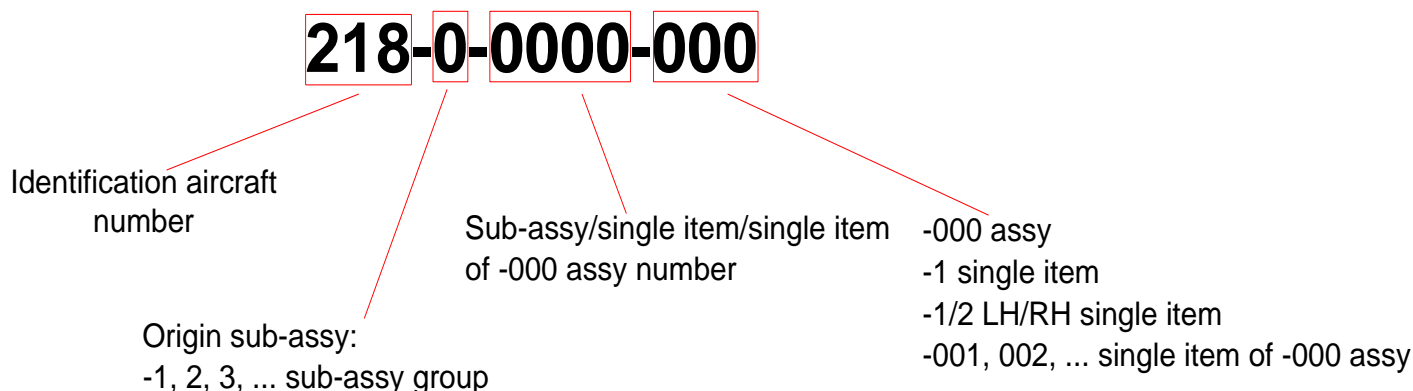 218-0-0000-000
Identification aircraft
number
Sub-assy/single item/single item
of -000 assy number
-000 assy
-1 single item
-1/2 LH/RH single item
-001, 002, ... single item of -000 assy
Origin sub-assy:
-1, 2, 3, ... sub-assy group